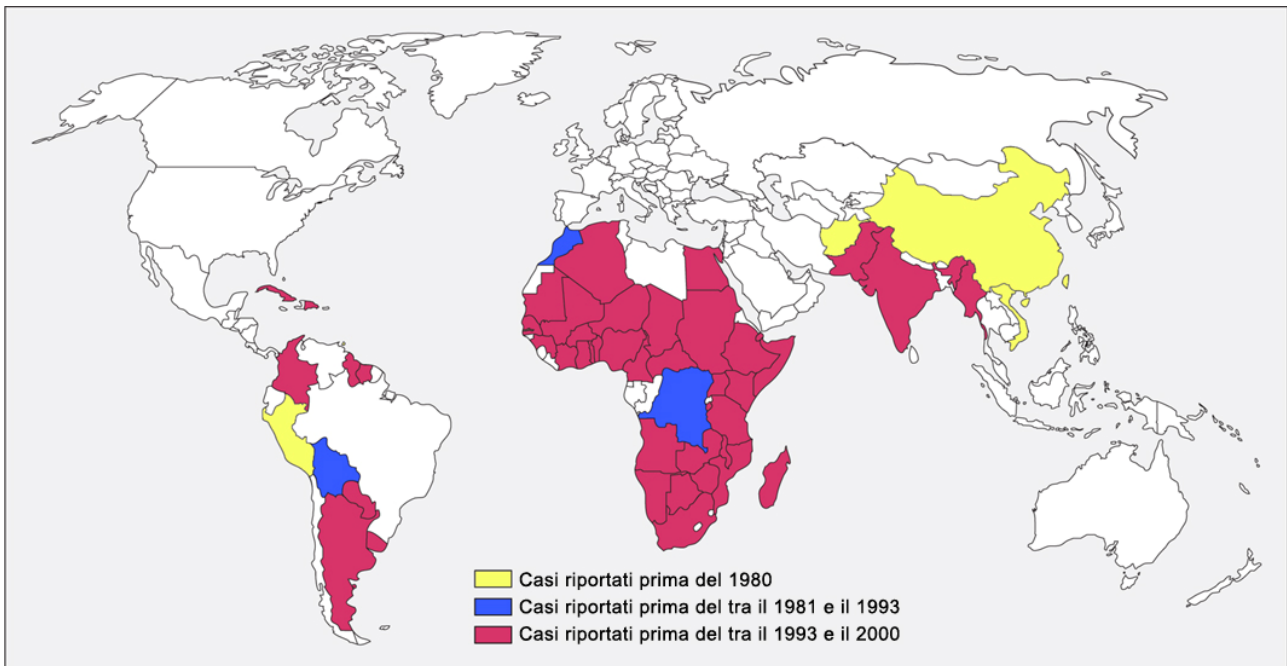 Casi riportati prima del 1980
Casi riportati prima del tra il 1981 e il 1993
Casi riportati prima del tra il 1993 e il 2000